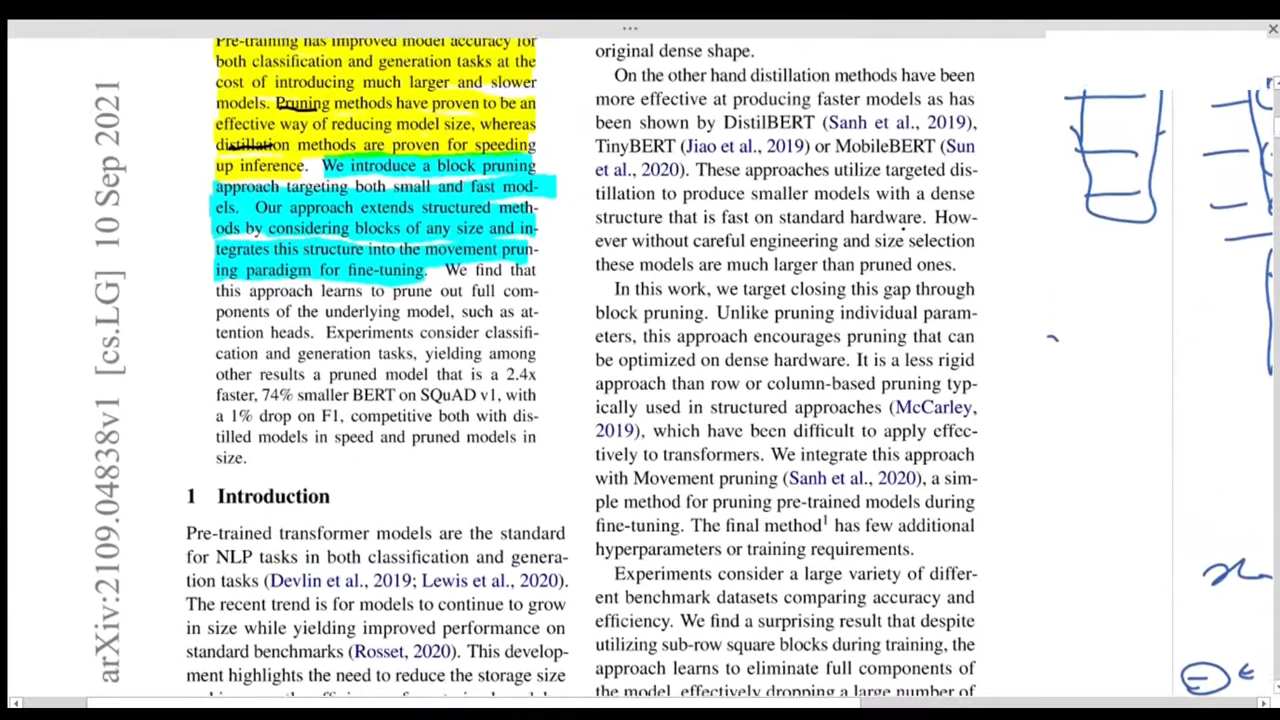 arXiv:2109.04838v1 [cs.LG] 10 Sep 2021
Pre-training has improved model accuracy for
both classification and generation tasks at the
cost of introducing much larger and slower
models. Pruning methods have proven to be an
effective way of reducing model size, whereas
distillation methods are proven for speeding
up inference. We introduce a block pruning
approach targeting both small and fast mod-
els. Our approach extends structured meth-
ods by considering blocks of any size and in-
tegrates this structure into the movement prun-
ing paradigm for fine-tuning. We find that
this approach learns to prune out full com-
ponents of the underlying model, such as at-
tention heads. Experiments consider classifi-
cation and generation tasks, yielding among
other results a pruned model that is a 2.4x
faster, 74% smaller BERT on SQuAD v1, with
a 1% drop on F1, competitive both with dis-
tilled models in speed and pruned models in
size.
1 Introduction
Pre-trained transformer models are the standard
for NLP tasks in both classification and genera-
tion tasks (Devlin et al., 2019; Lewis et al., 2020).
The recent trend is for models to continue to grow
in size while yielding improved performance on
standard benchmarks (Rosset, 2020). This develop-
ment highlights the need to reduce the storage size
original dense shape.
On the other hand distillation methods have been
more effective at producing faster models as has
been shown by DistilBERT (Sanh et al., 2019),
TinyBERT (Jiao et al., 2019) or MobileBERT (Sun
et al., 2020). These approaches utilize targeted dis-
tillation to produce smaller models with a dense
structure that is fast on standard hardware. How-
ever without careful engineering and size selection
these models are much larger than pruned ones.
In this work, we target closing this gap through
block pruning. Unlike pruning individual param-
eters, this approach encourages pruning that can
be optimized on dense hardware. It is a less rigid
approach than row or column-based pruning typ-
ically used in structured approaches (McCarley,
2019), which have been difficult to apply effec-
tively to transformers. We integrate this approach
with Movement pruning (Sanh et al., 2020), a sim-
ple method for pruning pre-trained models during
fine-tuning. The final method1 has few additional
hyperparameters or training requirements.
Experiments consider a large variety of differ-
ent benchmark datasets comparing accuracy and
efficiency. We find a surprising result that despite
utilizing sub-row square blocks during training, the
approach learns to eliminate full components of
the model, effectively dropping a large number of